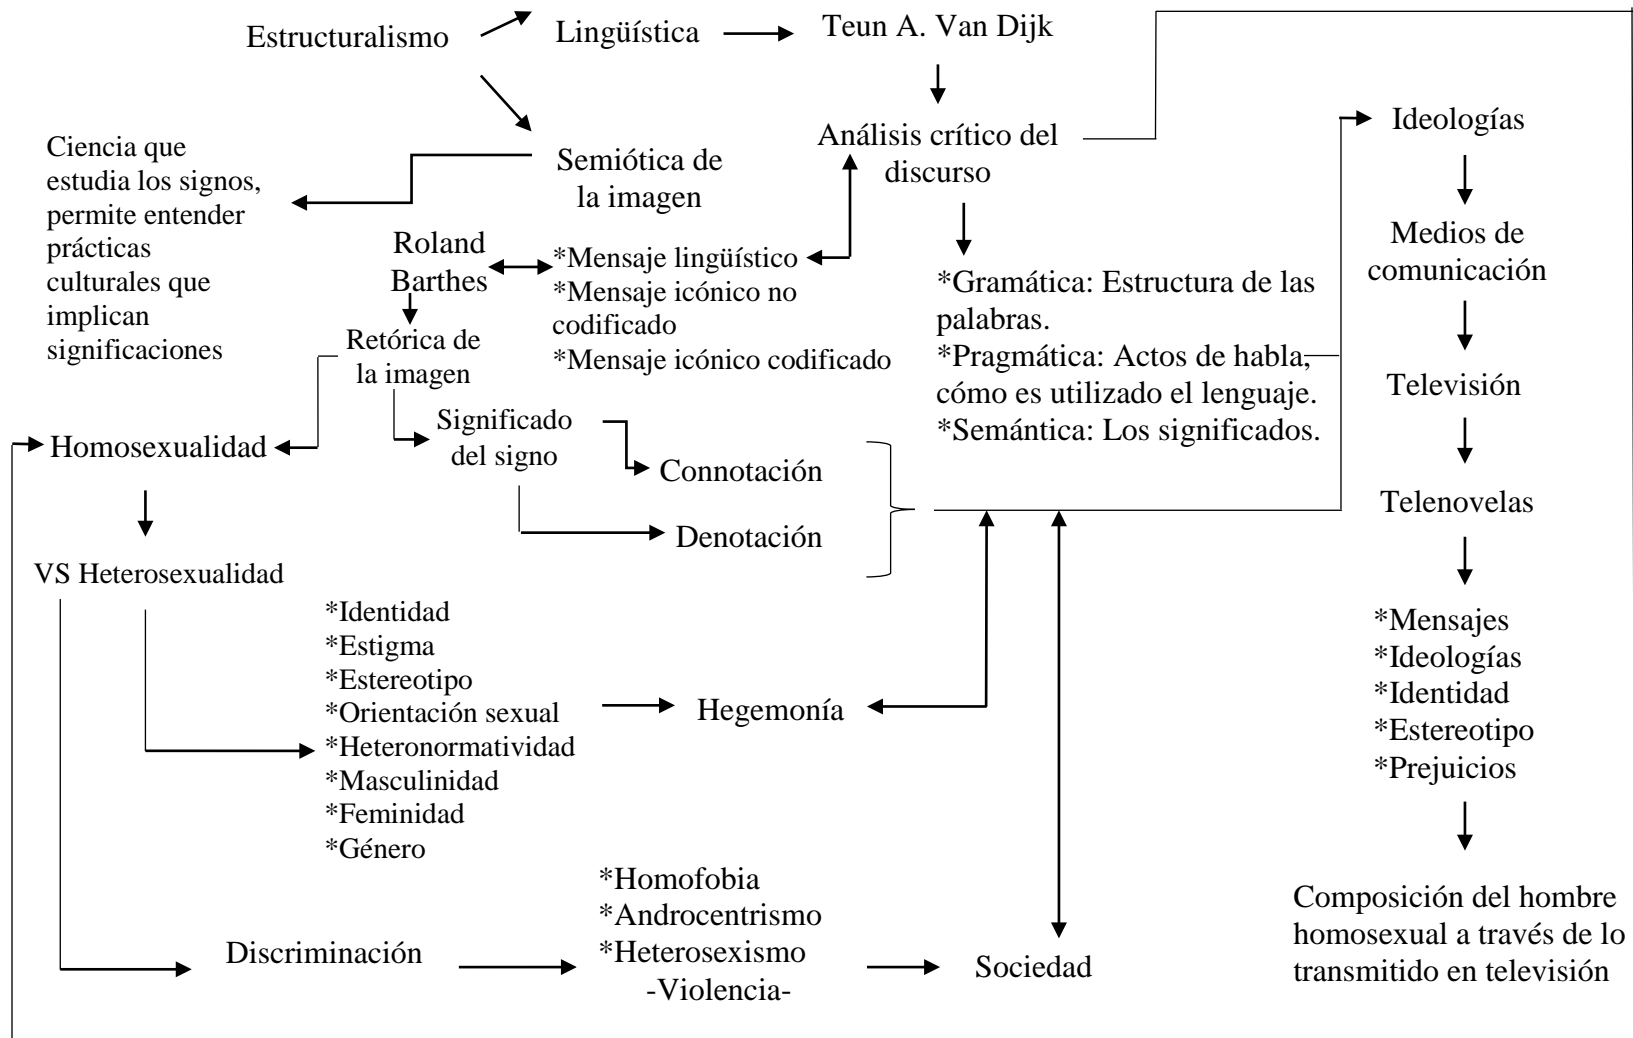 Estructuralismo
Lingüística
Teun A. Van Dijk
Ciencia que
estudia los signos,
permite entender
prácticas
culturales que
implican
significaciones
Semiótica de
la imagen
Análisis crítico del
discurso
Ideologías
Roland
Barthes
*Mensaje lingüístico
*Mensaje icónico no
codificado
*Mensaje icónico codificado
*Gramática: Estructura de las
palabras.
*Pragmática: Actos de habla,
cómo es utilizado el lenguaje.
*Semántica: Los significados.
Medios de
comunicación
Retórica de
la imagen
Televisión
Homosexualidad
Significado
del signo
Connotación
Denotación
Telenovelas
VS Heterosexualidad
*Identidad
*Estigma
*Estereotipo
*Orientación sexual
*Heteronormatividad
*Masculinidad
*Feminidad
*Género
Hegemonía
*Mensajes
*Ideologías
*Identidad
*Estereotipo
*Prejuicios
Discriminación
*Homofobia
*Androcentrismo
*Heterosexismo
-Violencia-
Sociedad
Composición del hombre
homosexual a través de lo
transmitido en televisión